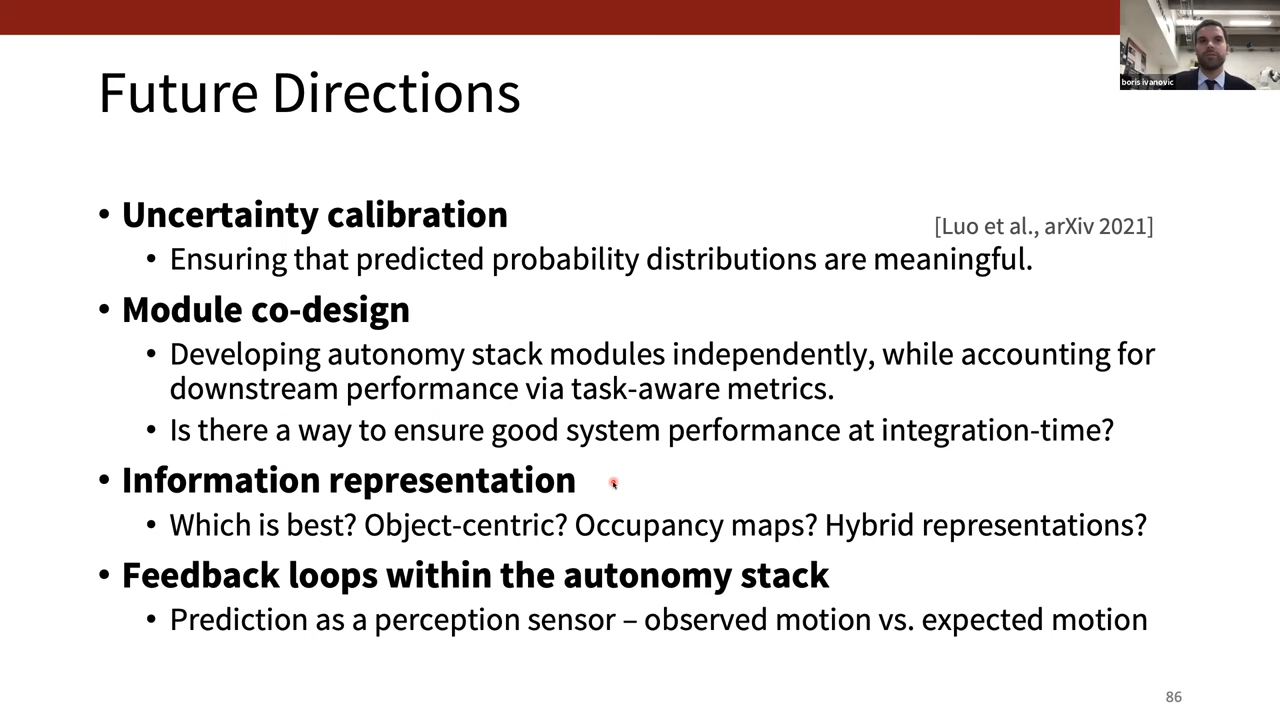 boris ivanovic
Future Directions
• Uncertainty calibration
[Luo et al., arXiv 2021]
• Ensuring that predicted probability distributions are meaningful.
• Module co-design
• Developing autonomy stack modules independently, while accounting for
downstream performance via task-aware metrics.
• Is there a way to ensure good system performance at integration-time?
• Information representation
• Which is best? Object-centric? Occupancy maps? Hybrid representations?
• Feedback loops within the autonomy stack
• Prediction as a perception sensor – observed motion vs. expected motion
86